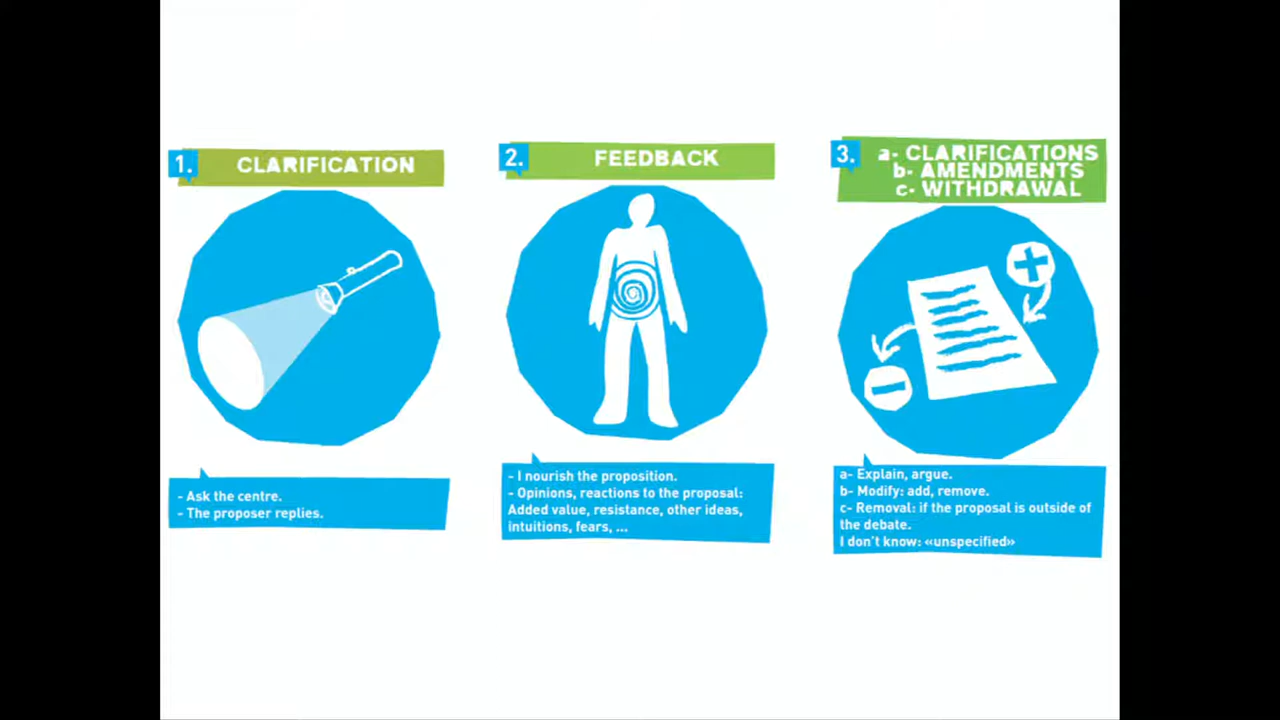 1. CLARIFICATION
- Ask the centre.
- The proposer replies.
2. FEEDBACK
- I nourish the proposition.
- Opinions, reactions to the proposal:
Added value, resistance, other ideas,
intuitions, fears, ...
3. a- CLARIFICATIONS
b- AMENDMENTS
c- WITHDRAWAL
a- Explain, argue.
b- Modify: add, remove.
c- Removal: if the proposal is outside of
the debate.
I don't know: «unspecified»